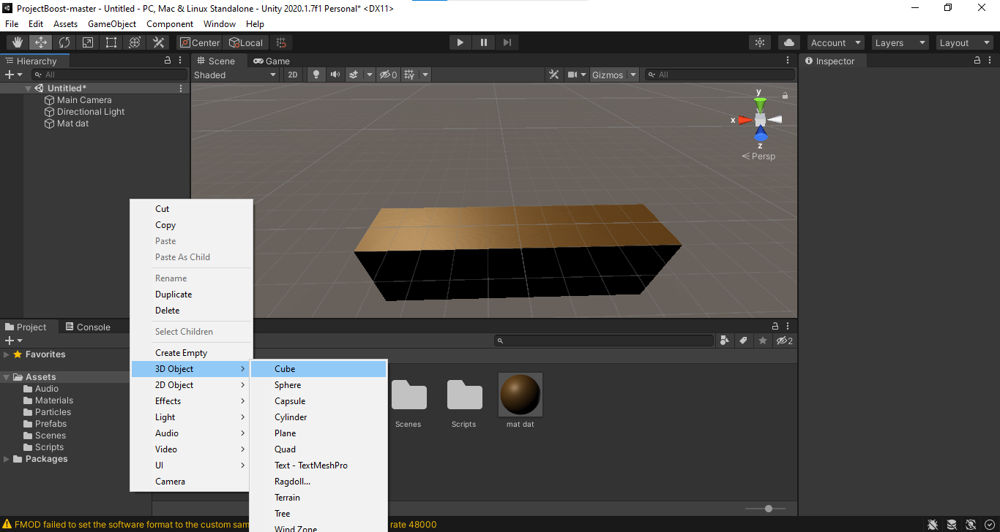 ProjectBoost-master - Untitled - PC, Mac & Linux Standalone - Unity 2020.1.7f1 Personal* <DX11>
File Edit Assets GameObject Component Window Help
Center Local Account Layers Layout
Hierarchy
All
Untitled*
Main Camera
Directional Light
Mat dat
Scene Game
Shaded 2D 0 Gizmos All
y
x
z
Persp
Inspector
Cut
Copy
Paste
Paste As Child
Rename
Duplicate
Delete
Select Children
Create Empty
3D Object
2D Object
Effects
Light
Audio
Video
UI
Camera
Cube
Sphere
Capsule
Cylinder
Plane
Quad
Text - TextMeshPro
Ragdoll...
Terrain
Tree
Wind Zone
Project Console
2
Favorites
Assets
Audio
Materials
Particles
Prefabs
Scenes
Scripts
Packages
Scenes Scripts mat dat
FMOD failed to set the software format to the custom sam rate 48000